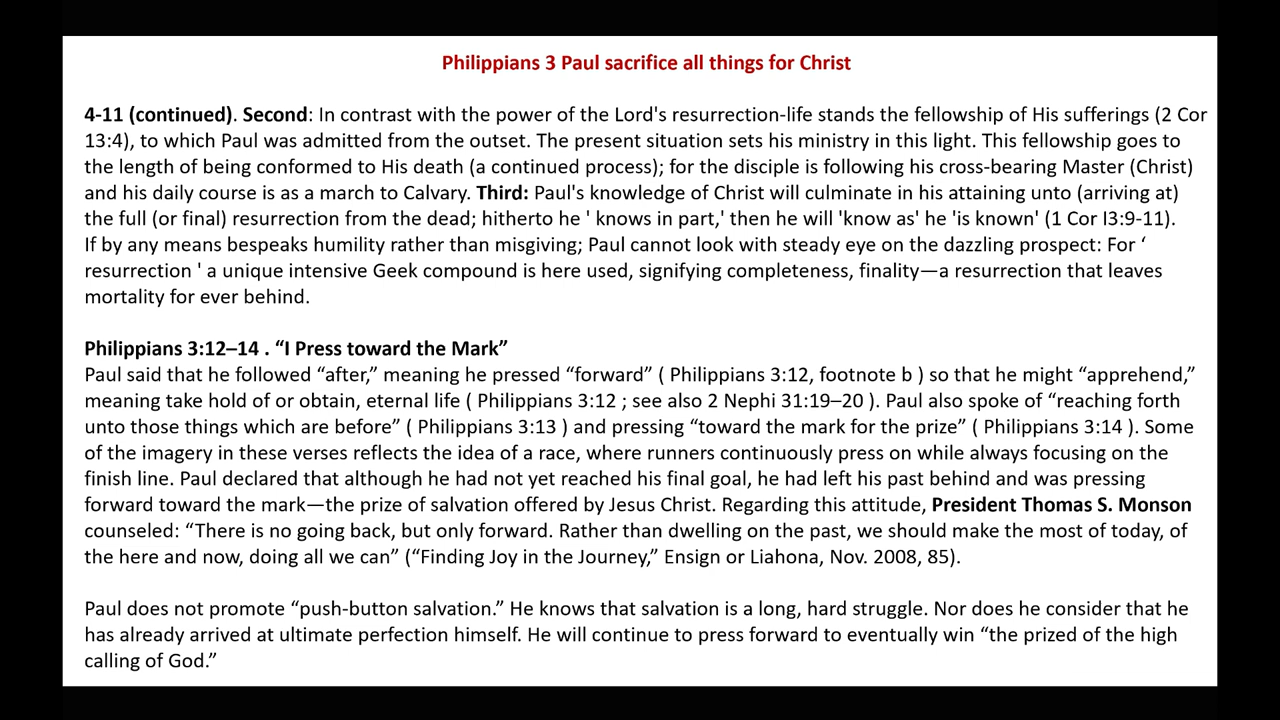 Philippians 3 Paul sacrifice all things for Christ
4-11 (continued). Second: In contrast with the power of the Lord's resurrection-life stands the fellowship of His sufferings (2 Cor
13:4), to which Paul was admitted from the outset. The present situation sets his ministry in this light. This fellowship goes to
the length of being conformed to His death (a continued process); for the disciple is following his cross-bearing Master (Christ)
and his daily course is as a march to Calvary. Third: Paul's knowledge of Christ will culminate in his attaining unto (arriving at)
the full (or final) resurrection from the dead; hitherto he ' knows in part,' then he will 'know as' he 'is known' (1 Cor I3:9-11).
If by any means bespeaks humility rather than misgiving; Paul cannot look with steady eye on the dazzling prospect: For ‘
resurrection ' a unique intensive Geek compound is here used, signifying completeness, finality—a resurrection that leaves
mortality for ever behind.
Philippians 3:12–14 . “I Press toward the Mark”
Paul said that he followed “after,” meaning he pressed “forward” ( Philippians 3:12, footnote b ) so that he might “apprehend,”
meaning take hold of or obtain, eternal life ( Philippians 3:12 ; see also 2 Nephi 31:19–20 ). Paul also spoke of “reaching forth
unto those things which are before” ( Philippians 3:13 ) and pressing “toward the mark for the prize” ( Philippians 3:14 ). Some
of the imagery in these verses reflects the idea of a race, where runners continuously press on while always focusing on the
finish line. Paul declared that although he had not yet reached his final goal, he had left his past behind and was pressing
forward toward the mark—the prize of salvation offered by Jesus Christ. Regarding this attitude, President Thomas S. Monson
counseled: “There is no going back, but only forward. Rather than dwelling on the past, we should make the most of today, of
the here and now, doing all we can” (“Finding Joy in the Journey,” Ensign or Liahona, Nov. 2008, 85).
Paul does not promote “push-button salvation.” He knows that salvation is a long, hard struggle. Nor does he consider that he
has already arrived at ultimate perfection himself. He will continue to press forward to eventually win “the prized of the high
calling of God.”